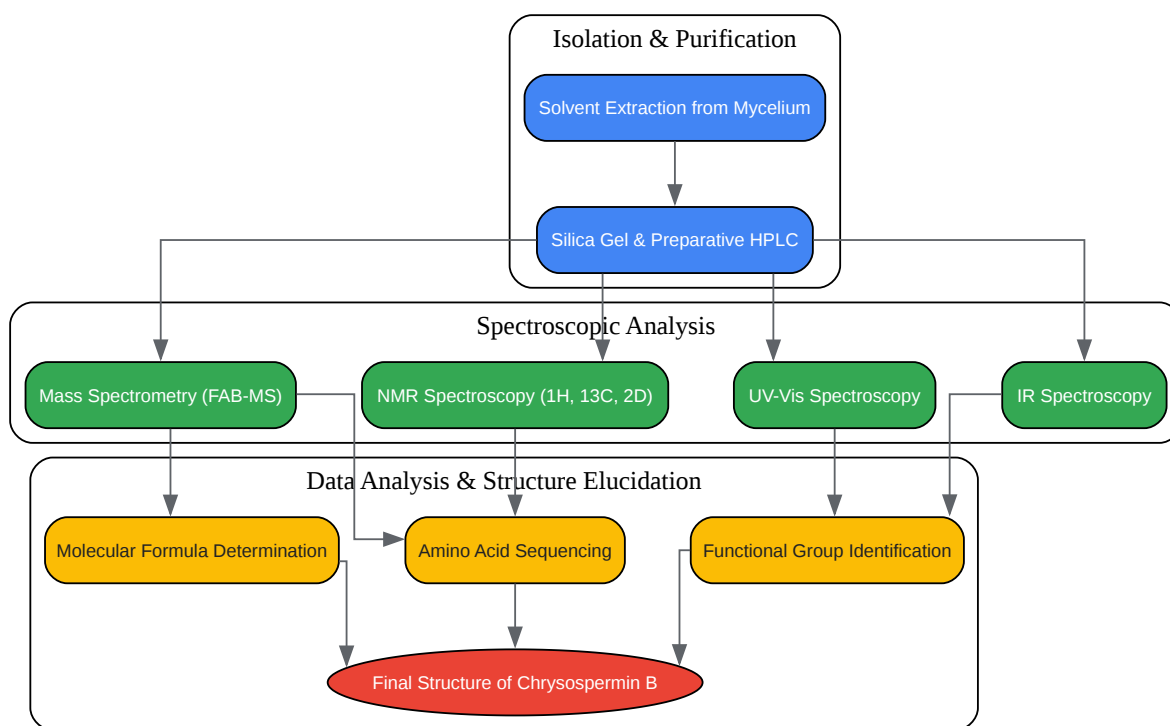 Isolation & Purification
Solvent Extraction from Mycelium
Silica Gel & Preparative HPLC
Spectroscopic Analysis
Mass Spectrometry (FAB-MS)
NMR Spectroscopy (1H, 13C, 2D)
UV-Vis Spectroscopy
IR Spectroscopy
Data Analysis & Structure Elucidation
Molecular Formula Determination
Amino Acid Sequencing
Functional Group Identification
Final Structure of Chrysospermin B